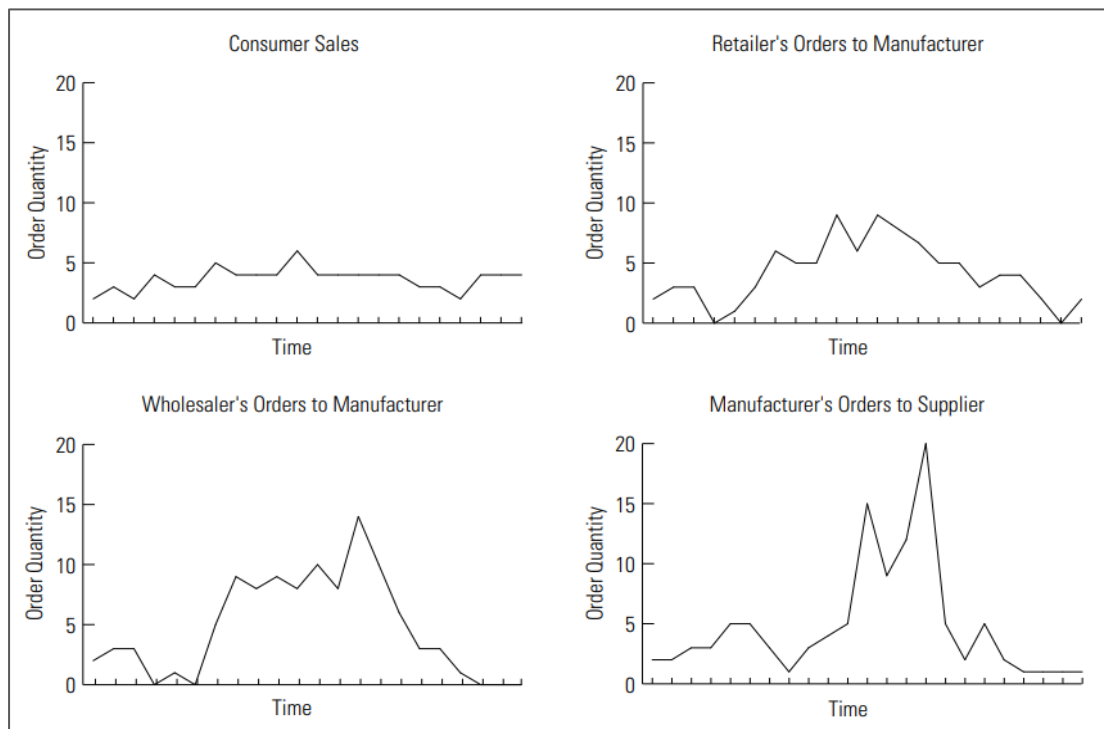 Consumer Sales
20
15
10
5
0
Order Quantity
Time
Retailer's Orders to Manufacturer
20
15
10
5
0
Order Quantity
Time
Wholesaler's Orders to Manufacturer
20
15
10
5
0
Order Quantity
Time
Manufacturer's Orders to Supplier
20
15
10
5
0
Order Quantity
Time